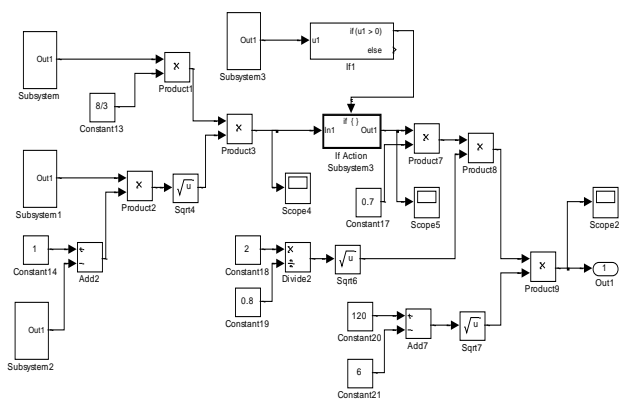 Out1
Subsystem
8/3
Constant13
x
Product1
Out1
Subsystem3
u1
if(u1 > 0)
else
If1
x
Product3
if { }
In1
Out1
If Action
Subsystem3
x
Product7
x
Product8
Out1
Subsystem1
x
Product2
√u
Sqrt4
Scope4
0.7
Constant17
Scope5
Scope2
1
Constant14
+
−
Add2
2
Constant18
x
÷
Divide2
√u
Sqrt6
x
Product9
1
Out1
Out1
Subsystem2
0.8
Constant19
120
Constant20
+
−
Add7
√u
Sqrt7
6
Constant21